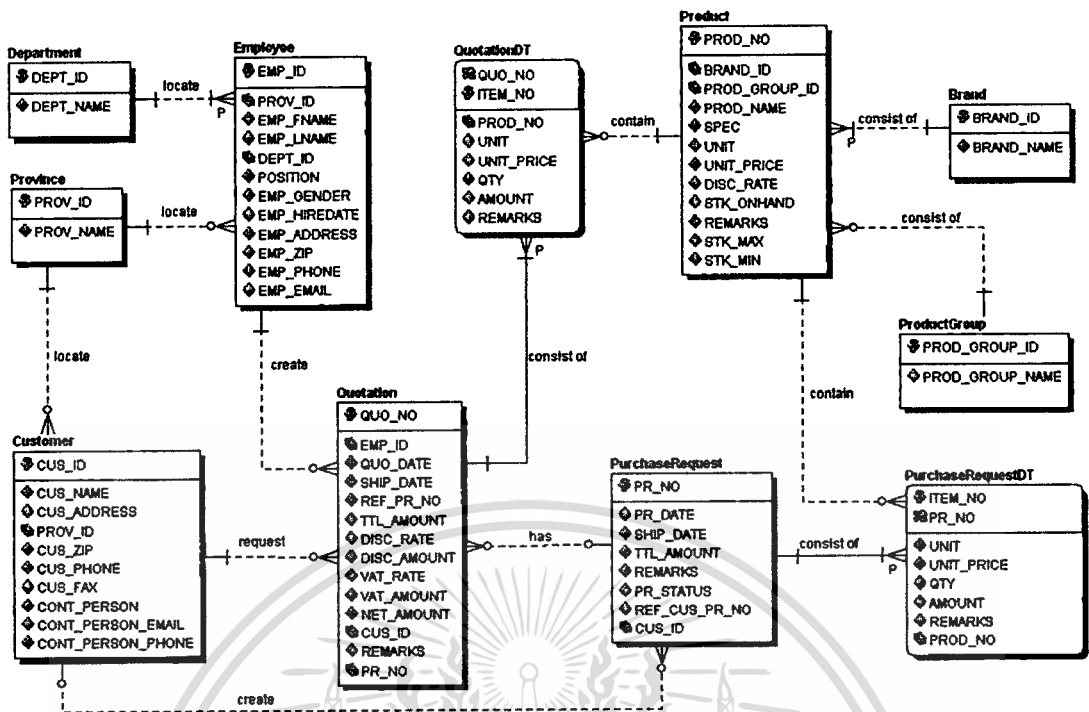 Department
DEPT_ID
DEPT_NAME
locate
P
Employee
EMP_ID
PROV_ID
EMP_FNAME
EMP_LNAME
DEPT_ID
POSITION
EMP_GENDER
EMP_HIREDATE
EMP_ADDRESS
EMP_ZIP
EMP_PHONE
EMP_EMAIL
Province
PROV_ID
PROV_NAME
locate
locate
create
QuotationDT
QUO_NO
ITEM_NO
PROD_NO
UNIT
UNIT_PRICE
QTY
AMOUNT
REMARKS
P
contain
Product
PROD_NO
BRAND_ID
PROD_GROUP_ID
PROD_NAME
SPEC
UNIT
UNIT_PRICE
DISC_RATE
STK_ONHAND
REMARKS
STK_MAX
STK_MIN
consist of
P
Brand
BRAND_ID
BRAND_NAME
consist of
ProductGroup
PROD_GROUP_ID
PROD_GROUP_NAME
consist of
contain
Customer
CUS_ID
CUS_NAME
CUS_ADDRESS
PROV_ID
CUS_ZIP
CUS_PHONE
CUS_FAX
CONT_PERSON
CONT_PERSON_EMAIL
CONT_PERSON_PHONE
request
Quotation
QUO_NO
EMP_ID
QUO_DATE
SHIP_DATE
REF_PR_NO
TTL_AMOUNT
DISC_RATE
DISC_AMOUNT
VAT_RATE
VAT_AMOUNT
NET_AMOUNT
CUS_ID
REMARKS
PR_NO
has
PurchaseRequest
PR_NO
PR_DATE
SHIP_DATE
TTL_AMOUNT
REMARKS
PR_STATUS
REF_CUS_PR_NO
CUS_ID
consist of
P
PurchaseRequestDT
ITEM_NO
PR_NO
UNIT
UNIT_PRICE
QTY
AMOUNT
REMARKS
PROD_NO
create